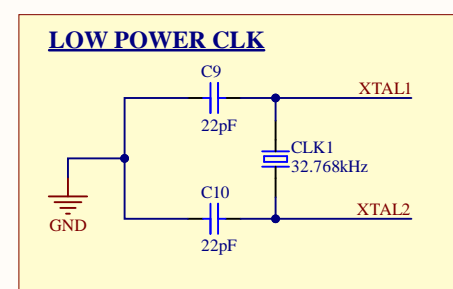 LOW POWER CLK
C9
XTAL1
22pF
CLK1
32.768kHz
C10
XTAL2
GND
22pF